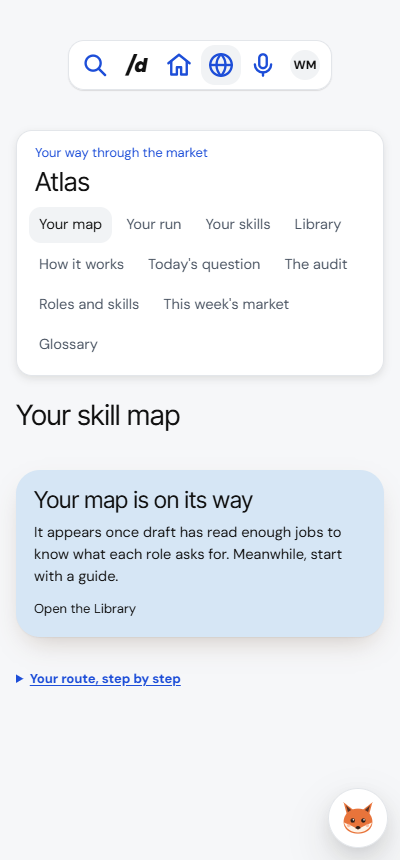 /d
WM
Your way through the market
Atlas
Your map Your run Your skills Library
How it works Today's question The audit
Roles and skills This week's market
Glossary
Your skill map
Your map is on its way
It appears once draft has read enough jobs to
know what each role asks for. Meanwhile, start
with a guide.
Open the Library
Your route, step by step